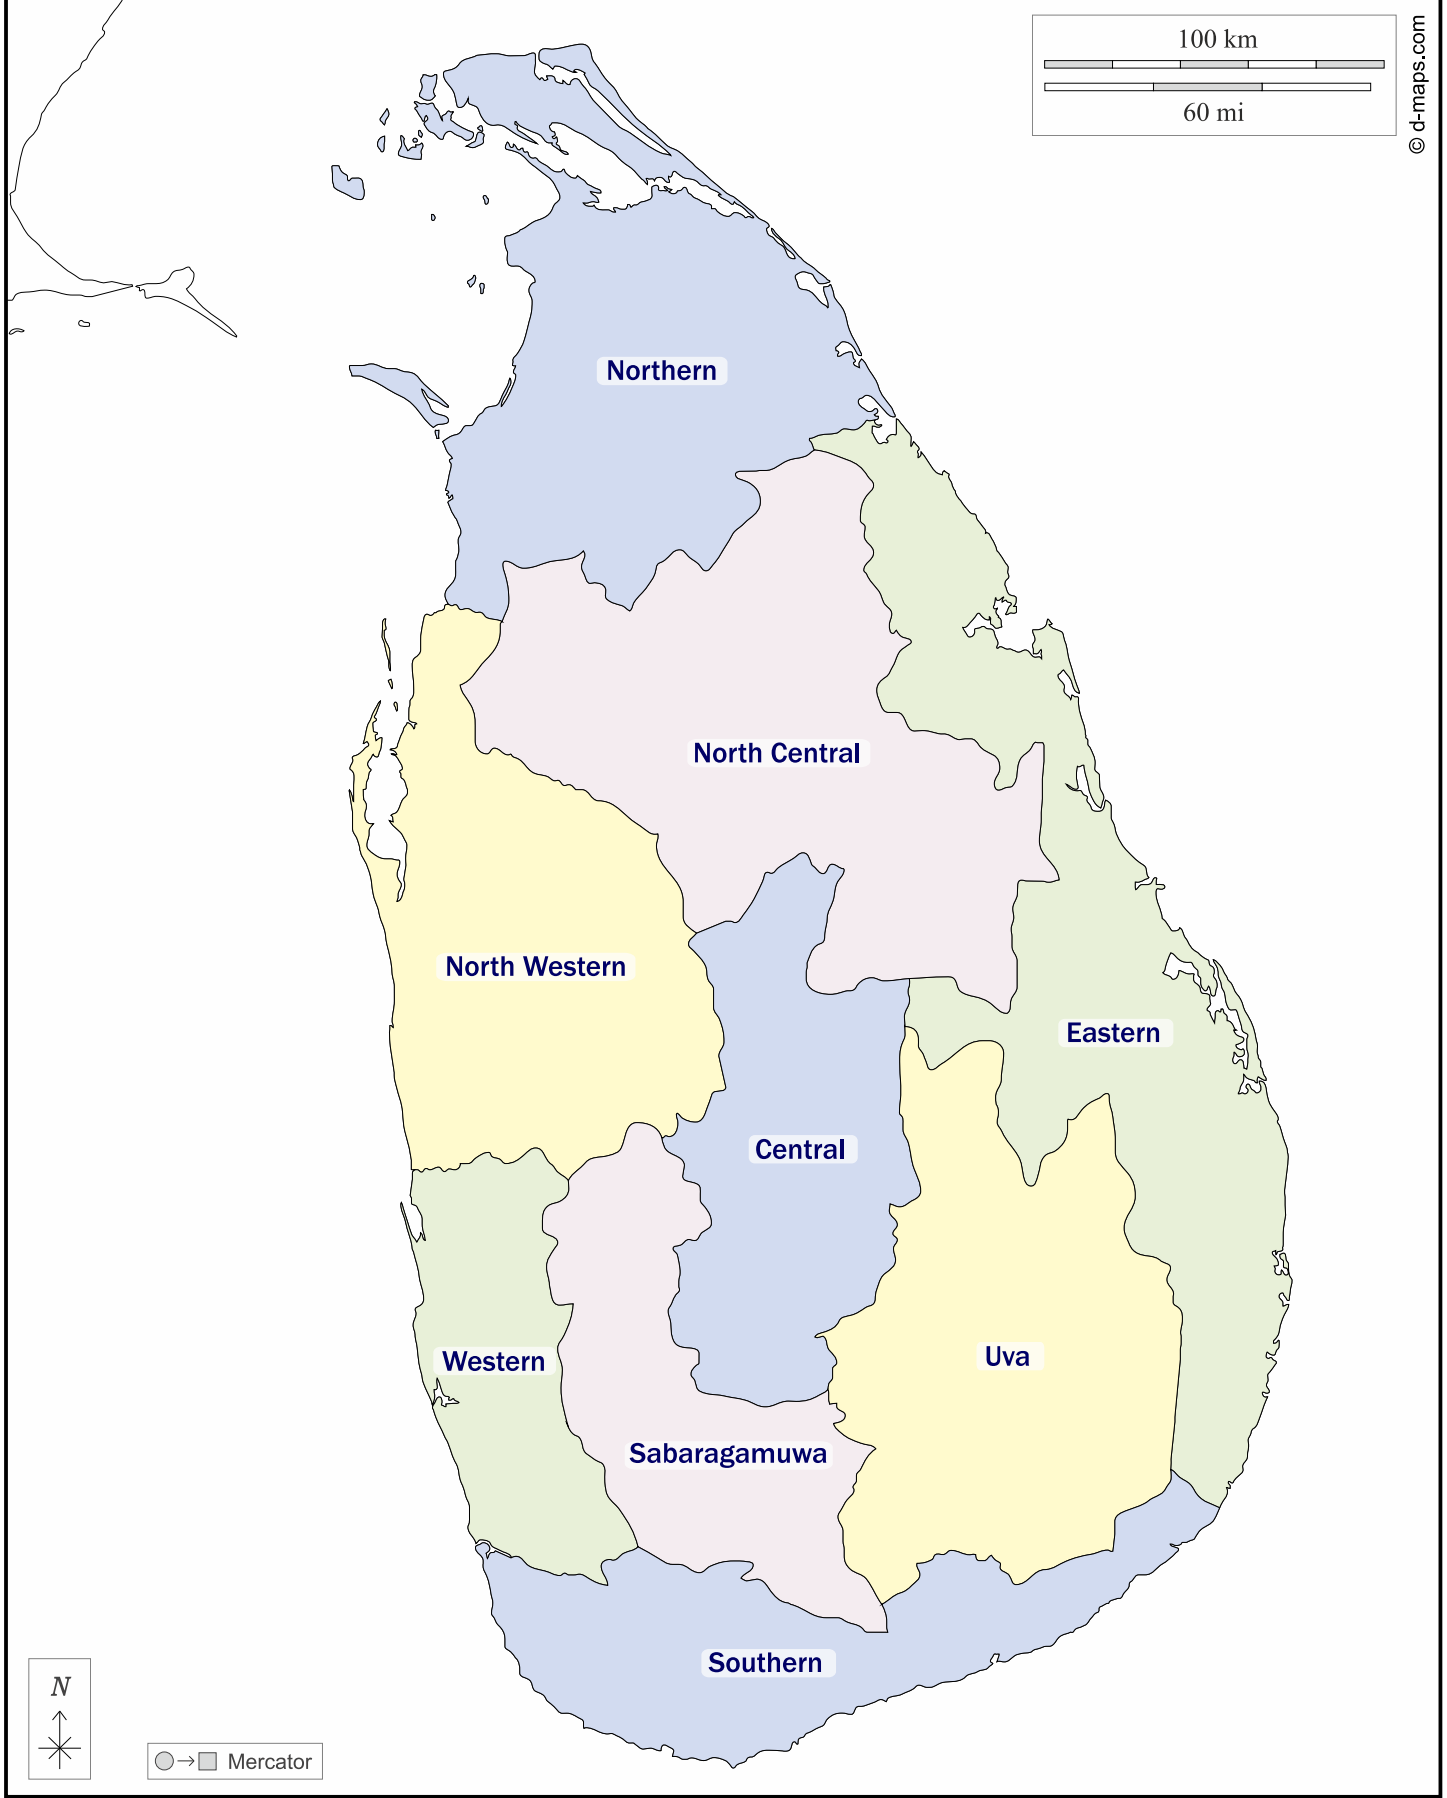 100 km
60 mi
© d-maps.com
Northern
North Central
North Western
Eastern
Central
Uva
Western
Sabaragamuwa
Southern
N
Mercator